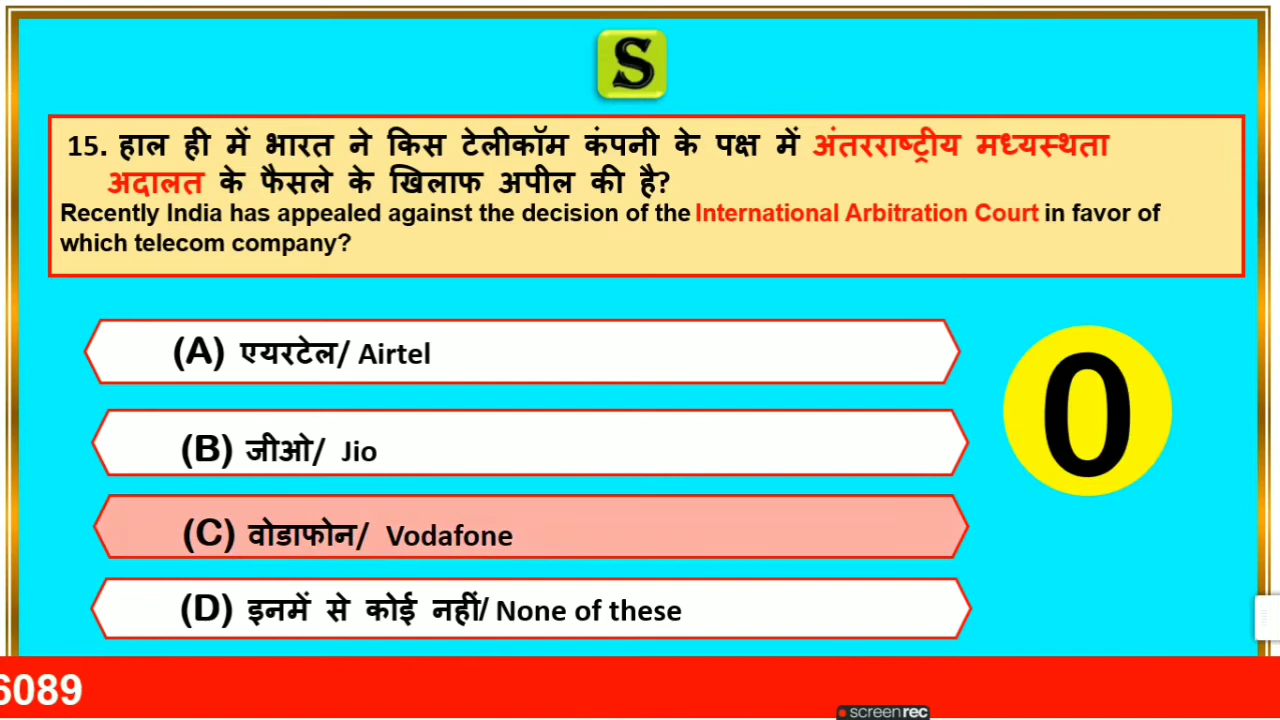 S
15. हाल ही में भारत ने किस टेलीकॉम कंपनी के पक्ष में अंतरराष्ट्रीय मध्यस्थता
अदालत के फैसले के खिलाफ अपील की है?
Recently India has appealed against the decision of the International Arbitration Court in favor of
which telecom company?
(A) एयरटेल/ Airtel
(B) जीओ/ Jio
(C) वोडाफोन/ Vodafone
(D) इनमें से कोई नहीं/ None of these
0
6089
screenrec